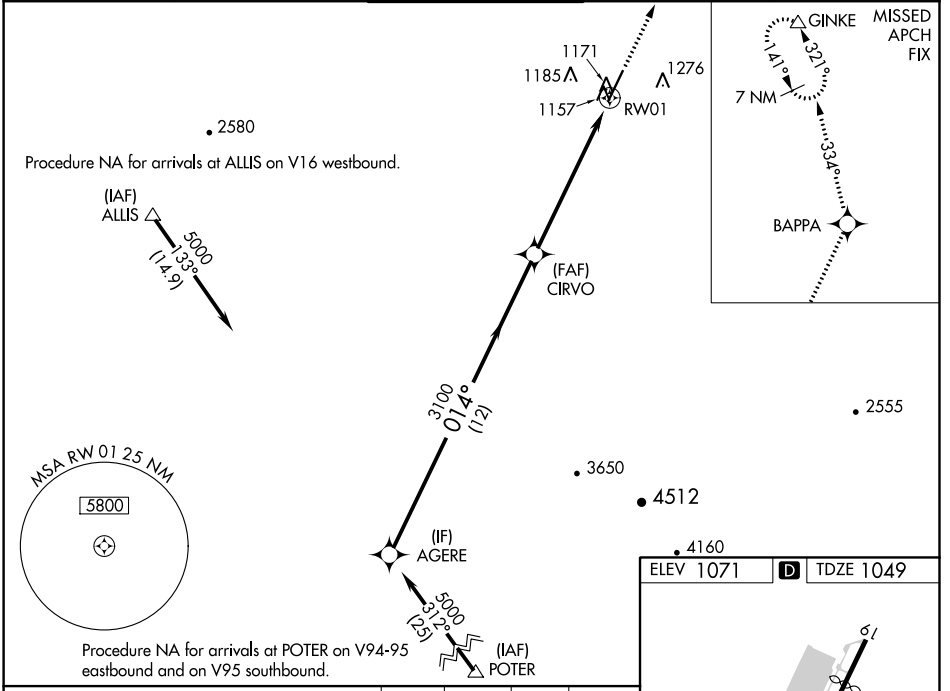 GINKE
MISSED
APCH
FIX
141°
321°
7 NM
334°
BAPPA
1171
1185
1276
1157
RW01
2580
Procedure NA for arrivals at ALLIS on V16 westbound.
(IAF)
ALLIS
5000
133°
(14.9)
(FAF)
CIRVO
3100
014°
(12)
2555
3650
4512
4160
MSA RW 01 25 NM
5800
(IF)
AGERE
5000
312°
(25)
(IAF)
POTER
Procedure NA for arrivals at POTER on V94-95
eastbound and on V95 southbound.
ELEV 1071
D
TDZE 1049
19